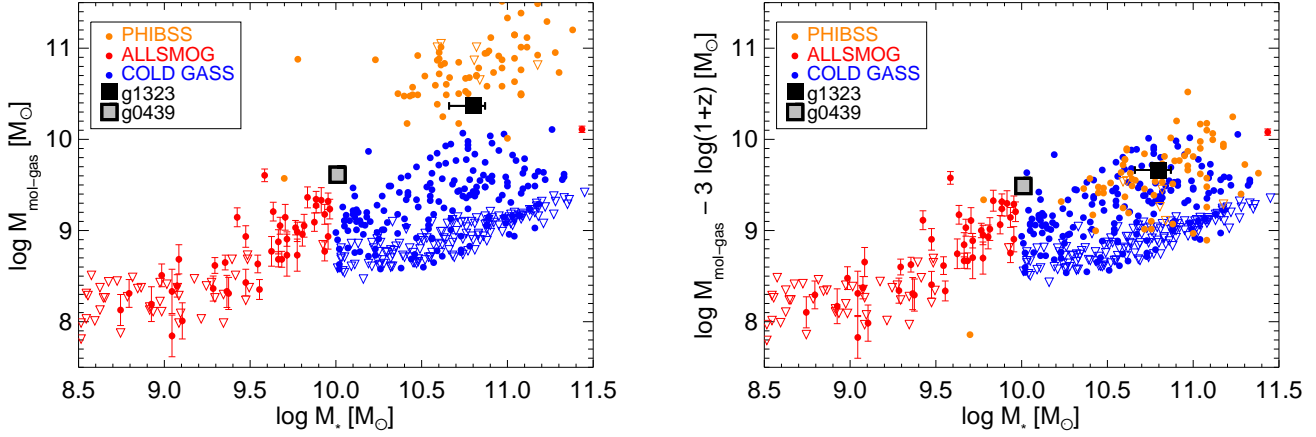 PHIBSS
ALLSMOG
COLD GASS
g1323
g0439
log M_mol-gas [M_⊙]
11
10
9
8
8.5 9.0 9.5 10.0 10.5 11.0 11.5
log M_* [M_⊙]
PHIBSS
ALLSMOG
COLD GASS
g1323
g0439
log M_mol-gas − 3 log(1+z) [M_⊙]
11
10
9
8
8.5 9.0 9.5 10.0 10.5 11.0 11.5
log M_* [M_⊙]